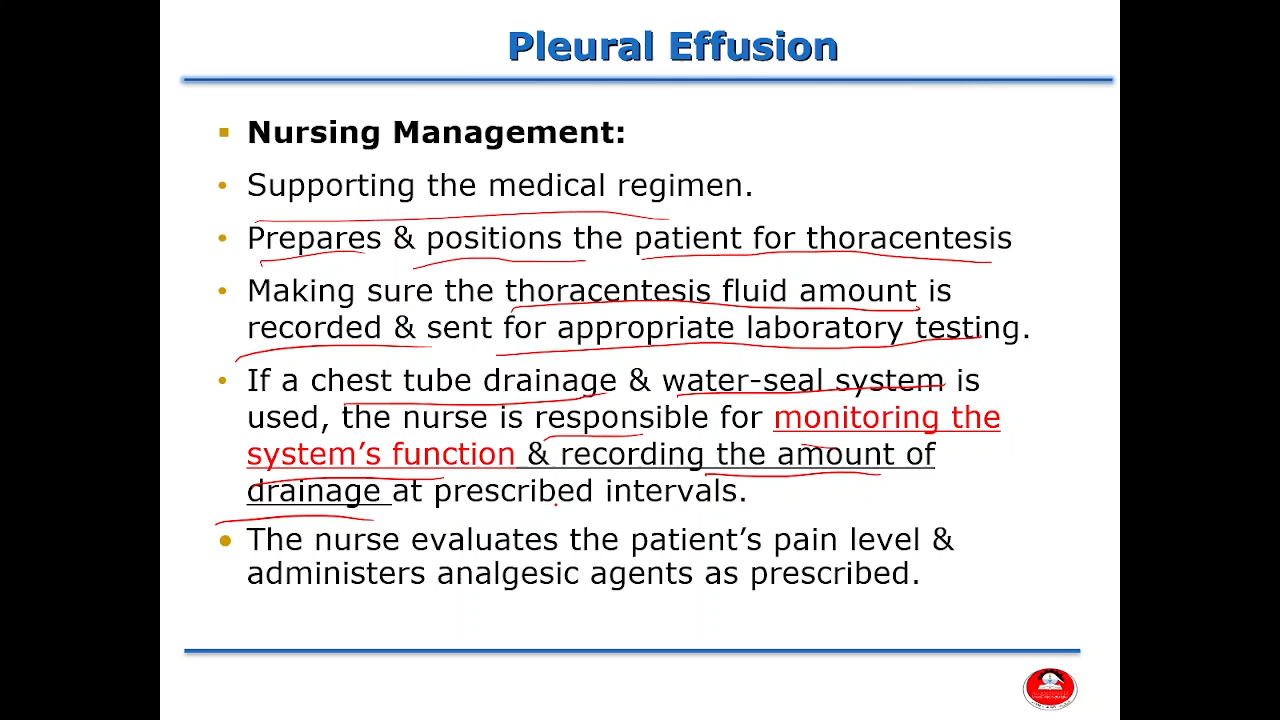 Pleural Effusion
▪ Nursing Management:
• Supporting the medical regimen.
• Prepares & positions the patient for thoracentesis
• Making sure the thoracentesis fluid amount is
recorded & sent for appropriate laboratory testing.
• If a chest tube drainage & water-seal system is
used, the nurse is responsible for monitoring the
system's function & recording the amount of
drainage at prescribed intervals.
• The nurse evaluates the patient's pain level &
administers analgesic agents as prescribed.